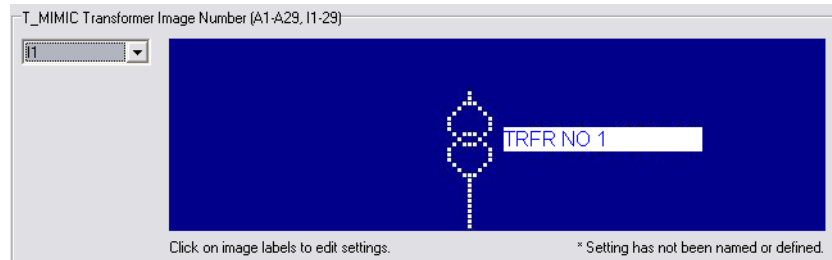 T_MIMIC Transformer Image Number (A1-A29, I1-29)
I1
TRFR NO 1
Click on image labels to edit settings.
* Setting has not been named or defined.